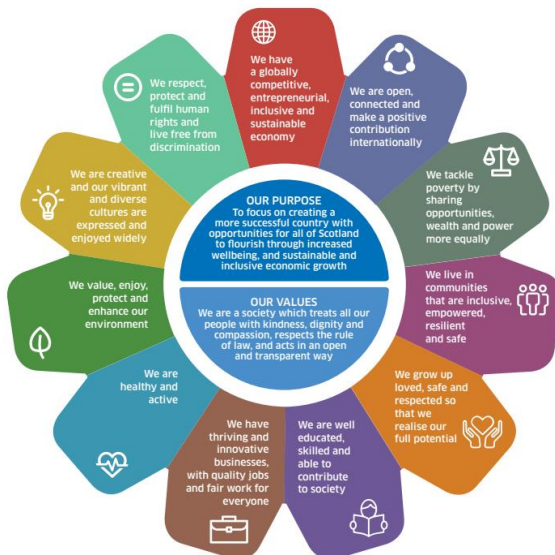 We have
a globally
competitive,
entrepreneurial,
inclusive and
sustainable
economy
We are open,
connected and
make a positive
contribution
internationally
We tackle
poverty by
sharing
opportunities,
wealth and power
more equally
We live in
communities
that are inclusive,
empowered,
resilient
and safe
We grow up
loved, safe and
respected so
that we
realise our
full potential
We are well
educated,
skilled and
able to
contribute
to society
We have
thriving and
innovative
businesses,
with quality jobs
and fair work for
everyone
We are
healthy and
active
We value, enjoy,
protect and
enhance our
environment
We are creative
and our vibrant
and diverse
cultures are
expressed and
enjoyed widely
We respect,
protect and
fulfil human
rights and
live free from
discrimination
OUR PURPOSE
To focus on creating a
more successful country with
opportunities for all of Scotland
to flourish through increased
wellbeing, and sustainable and
inclusive economic growth
OUR VALUES
We are a society which treats all our
people with kindness, dignity and
compassion, respects the rule
of law, and acts in an open
and transparent way